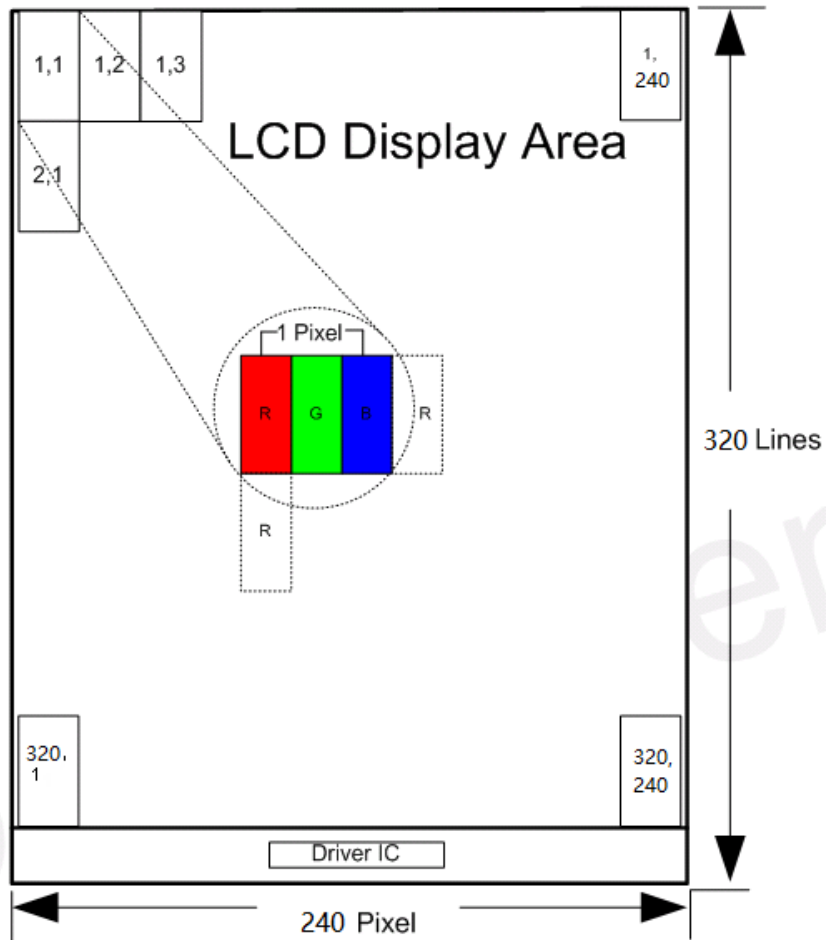 1,1
1,2
1,3
1,
240
LCD Display Area
2,1
1 Pixel
R
G
B
R
320 Lines
R
320,
1
320,
240
Driver IC
240 Pixel